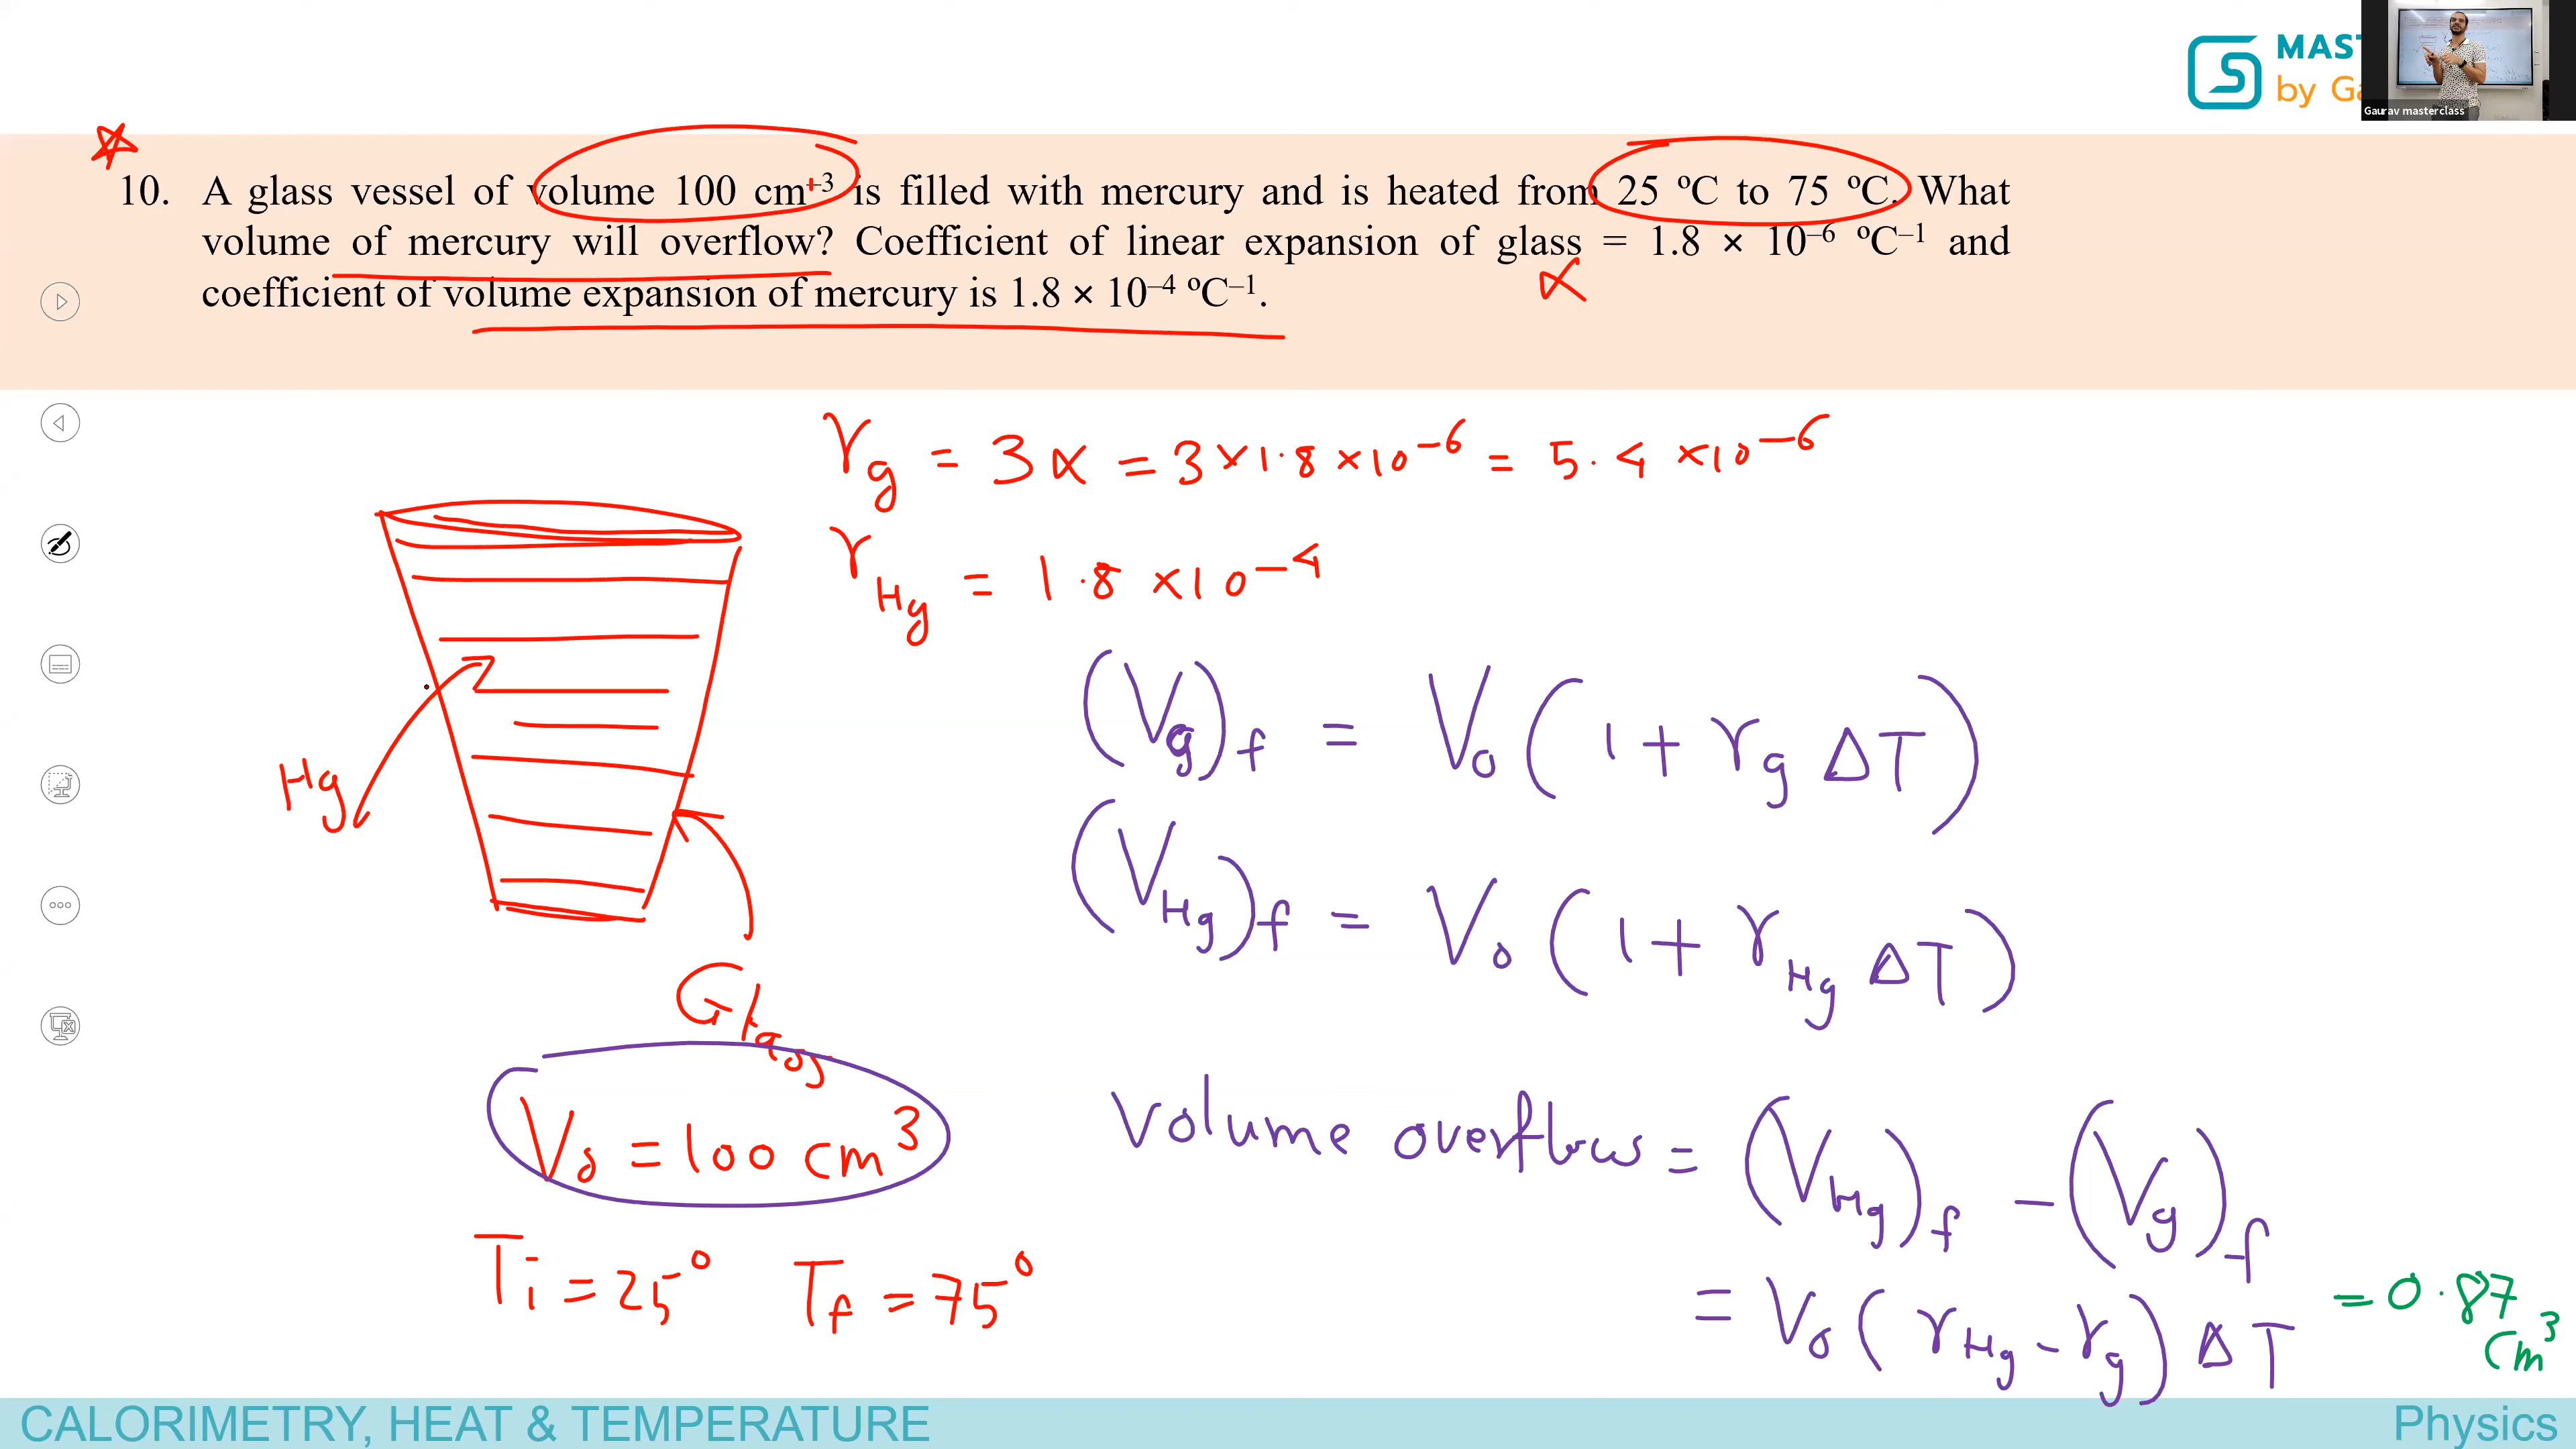 MAST
by Ga
Gaurav masterclass
10. A glass vessel of volume 100 cm⁻³ is filled with mercury and is heated from 25 ºC to 75 ºC. What
volume of mercury will overflow? Coefficient of linear expansion of glass = 1.8 × 10⁻⁶ ºC⁻¹ and
coefficient of volume expansion of mercury is 1.8 × 10⁻⁴ ºC⁻¹.
∝
γg = 3∝ = 3×1.8×10⁻⁶ = 5.4 ×10⁻⁶
γHg = 1.8 ×10⁻⁴
(Vg)f = V₀(1+γg ΔT)
Hg
(VHg)f = V₀(1+γHg ΔT)
Glass
V₀ = 100 cm³
Volume overflows = (VHg)f − (Vg)f
Ti = 25° Tf = 75°
= V₀(γHg − γg) ΔT = 0.87 cm³
CALORIMETRY, HEAT & TEMPERATURE
Physics